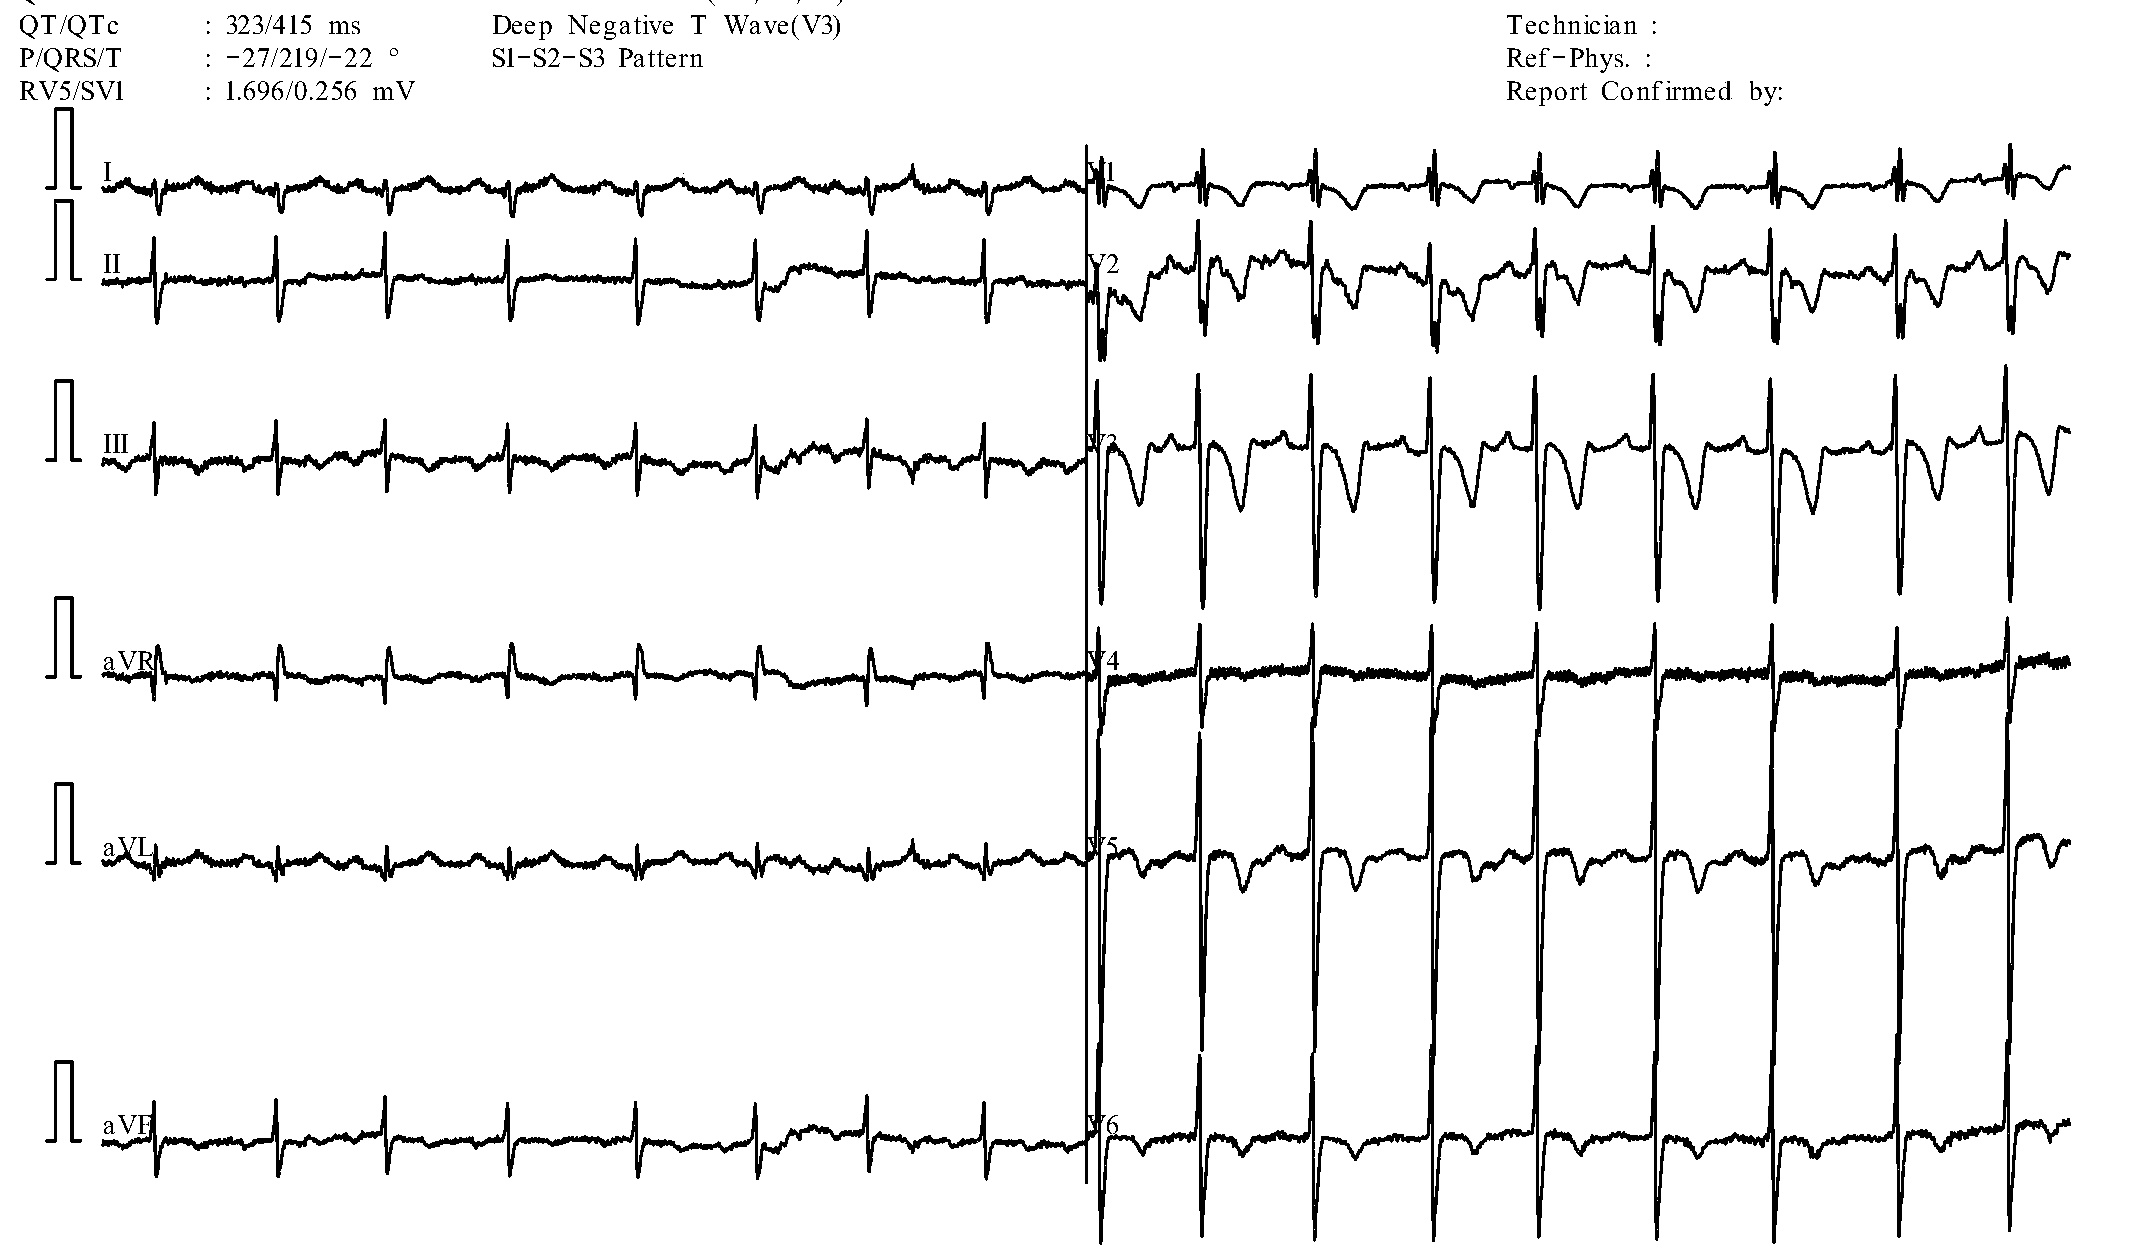 QT/QTc : 323/415 ms
P/QRS/T : -27/219/-22 °
RV5/SV1 : 1.696/0.256 mV
Deep Negative T Wave(V3)
S1-S2-S3 Pattern
Technician :
Ref-Phys. :
Report Confirmed by:
I
II
III
aVR
aVL
aVF
V1
V2
V3
V4
V5
V6